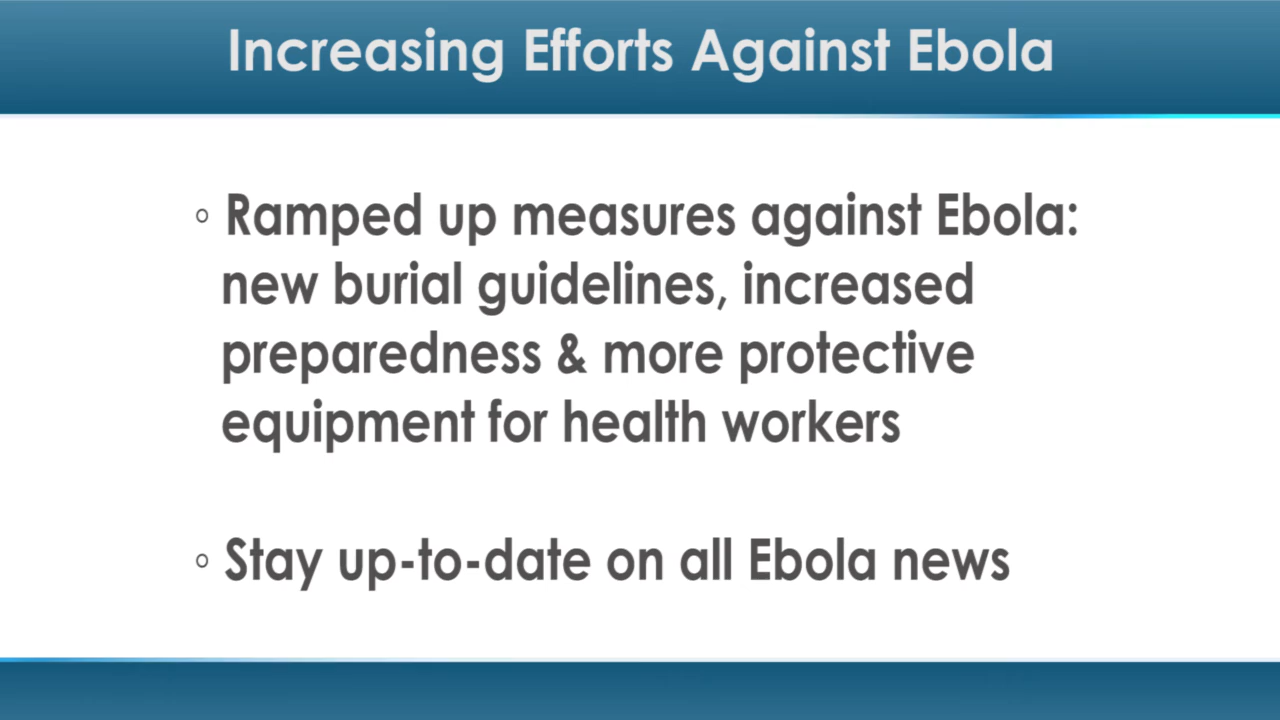 Increasing Efforts Against Ebola
◦ Ramped up measures against Ebola:
new burial guidelines, increased
preparedness & more protective
equipment for health workers
◦ Stay up-to-date on all Ebola news